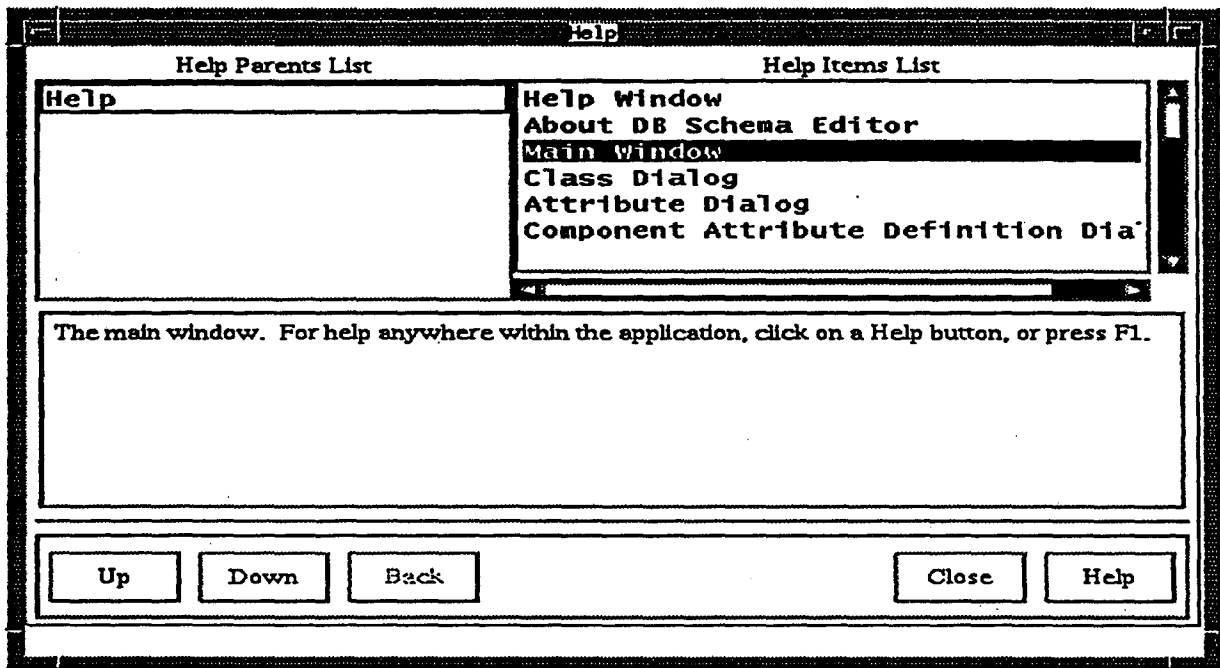 Help
Help Parents List
Help Items List
Help
Help Window
About DB Schema Editor
Main Window
Class Dialog
Attribute Dialog
Component Attribute Definition Dia
The main window. For help anywhere within the application, click on a Help button, or press F1.
Up
Down
Back
Close
Help